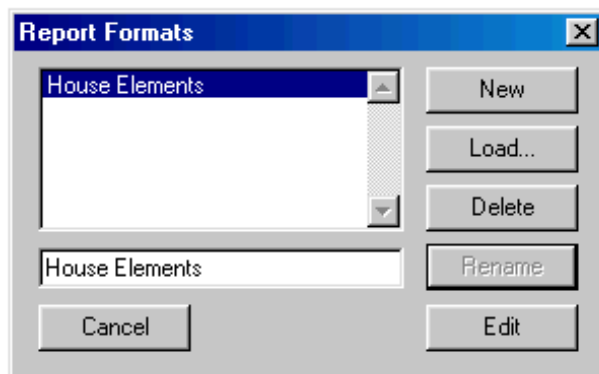 Report Formats
House Elements
New
Load...
Delete
House Elements
Rename
Cancel
Edit